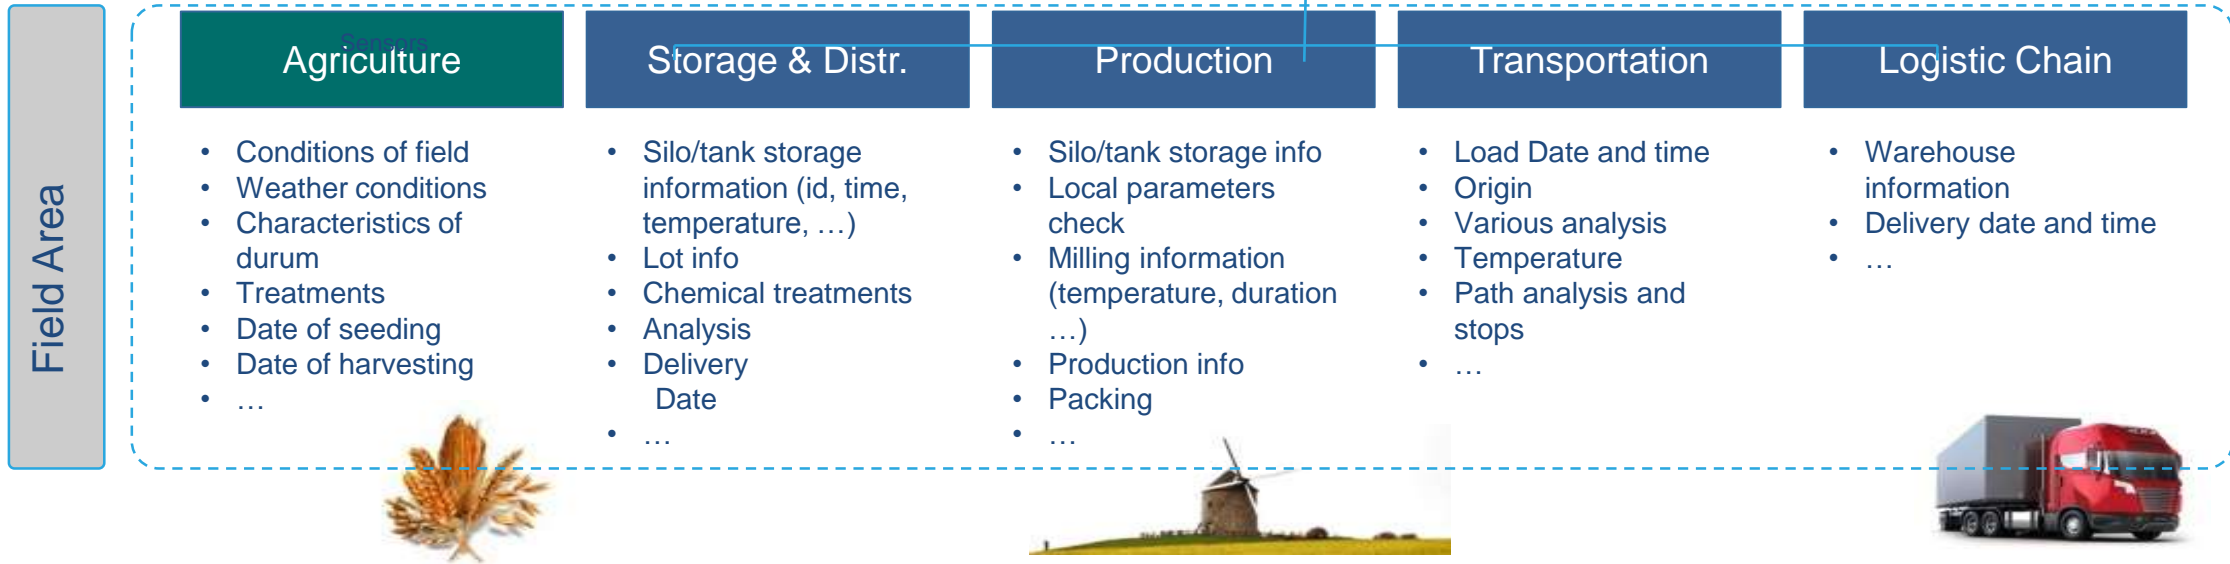 Field Area
Sensors
Agriculture
• Conditions of field
• Weather conditions
• Characteristics of
durum
• Treatments
• Date of seeding
• Date of harvesting
• …
Storage & Distr.
• Silo/tank storage
information (id, time,
temperature, …)
• Lot info
• Chemical treatments
• Analysis
• Delivery
Date
• …
Production
• Silo/tank storage info
• Local parameters
check
• Milling information
(temperature, duration
…)
• Production info
• Packing
• …
Transportation
• Load Date and time
• Origin
• Various analysis
• Temperature
• Path analysis and
stops
• …
Logistic Chain
• Warehouse
information
• Delivery date and time
• …